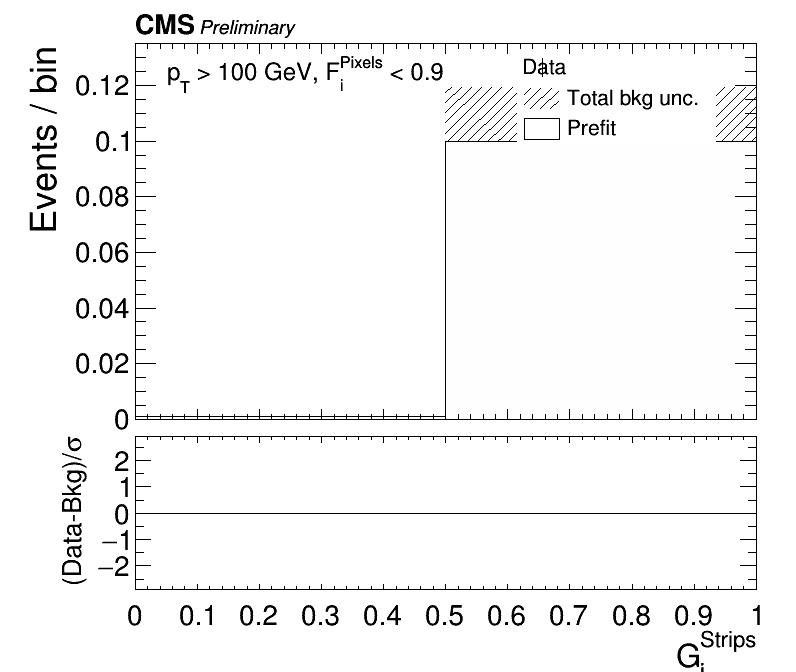 CMS Preliminary
p_T > 100 GeV, F_i^Pixels < 0.9
Data
Total bkg unc.
Prefit
Events / bin
0.12
0.1
0.08
0.06
0.04
0.02
0
(Data-Bkg)/σ
2
1
0
−1
−2
0 0.1 0.2 0.3 0.4 0.5 0.6 0.7 0.8 0.9 1
G_i^Strips